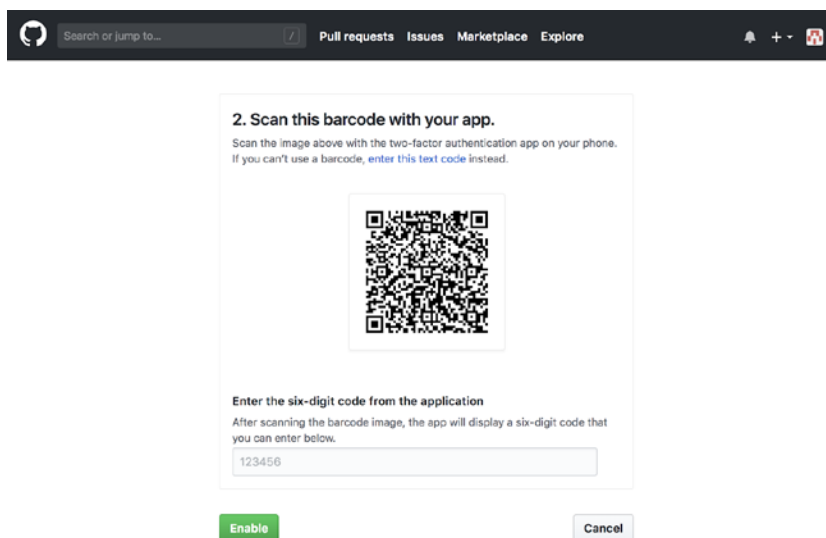 Search or jump to... / Pull requests Issues Marketplace Explore
2. Scan this barcode with your app.
Scan the image above with the two-factor authentication app on your phone.
If you can't use a barcode, enter this text code instead.
Enter the six-digit code from the application
After scanning the barcode image, the app will display a six-digit code that
you can enter below.
123456
Enable Cancel